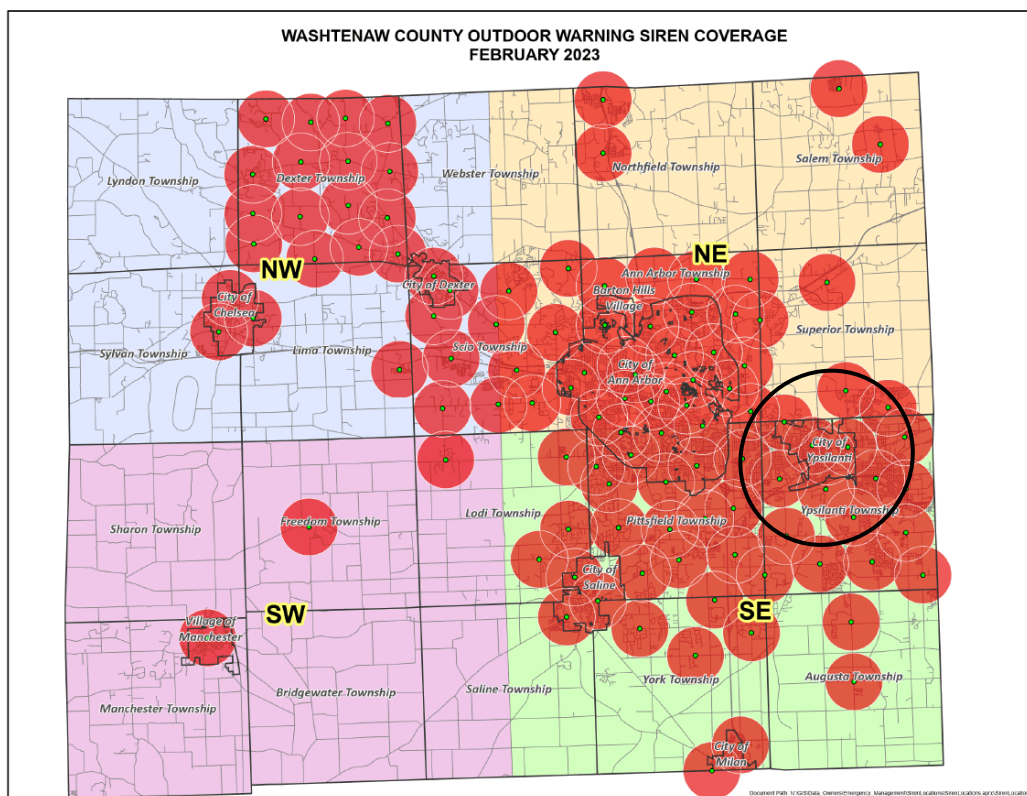 WASHTENAW COUNTY OUTDOOR WARNING SIREN COVERAGE
FEBRUARY 2023
Lyndon Township
Dexter Township
Webster Township
Northfield Township
Salem Township
NW
NE
City of
Chelsea
City of Dexter
Ann Arbor Township
Barton Hills
Village
Sylvan Township
Lima Township
Scio Township
Superior Township
City of
Ann Arbor
City of
Ypsilanti
Sharon Township
Freedom Township
Lodi Township
Pittsfield Township
Ypsilanti Township
City of
Saline
SW
SE
Village of
Manchester
Manchester Township
Bridgewater Township
Saline Township
York Township
Augusta Township
City of
Milan